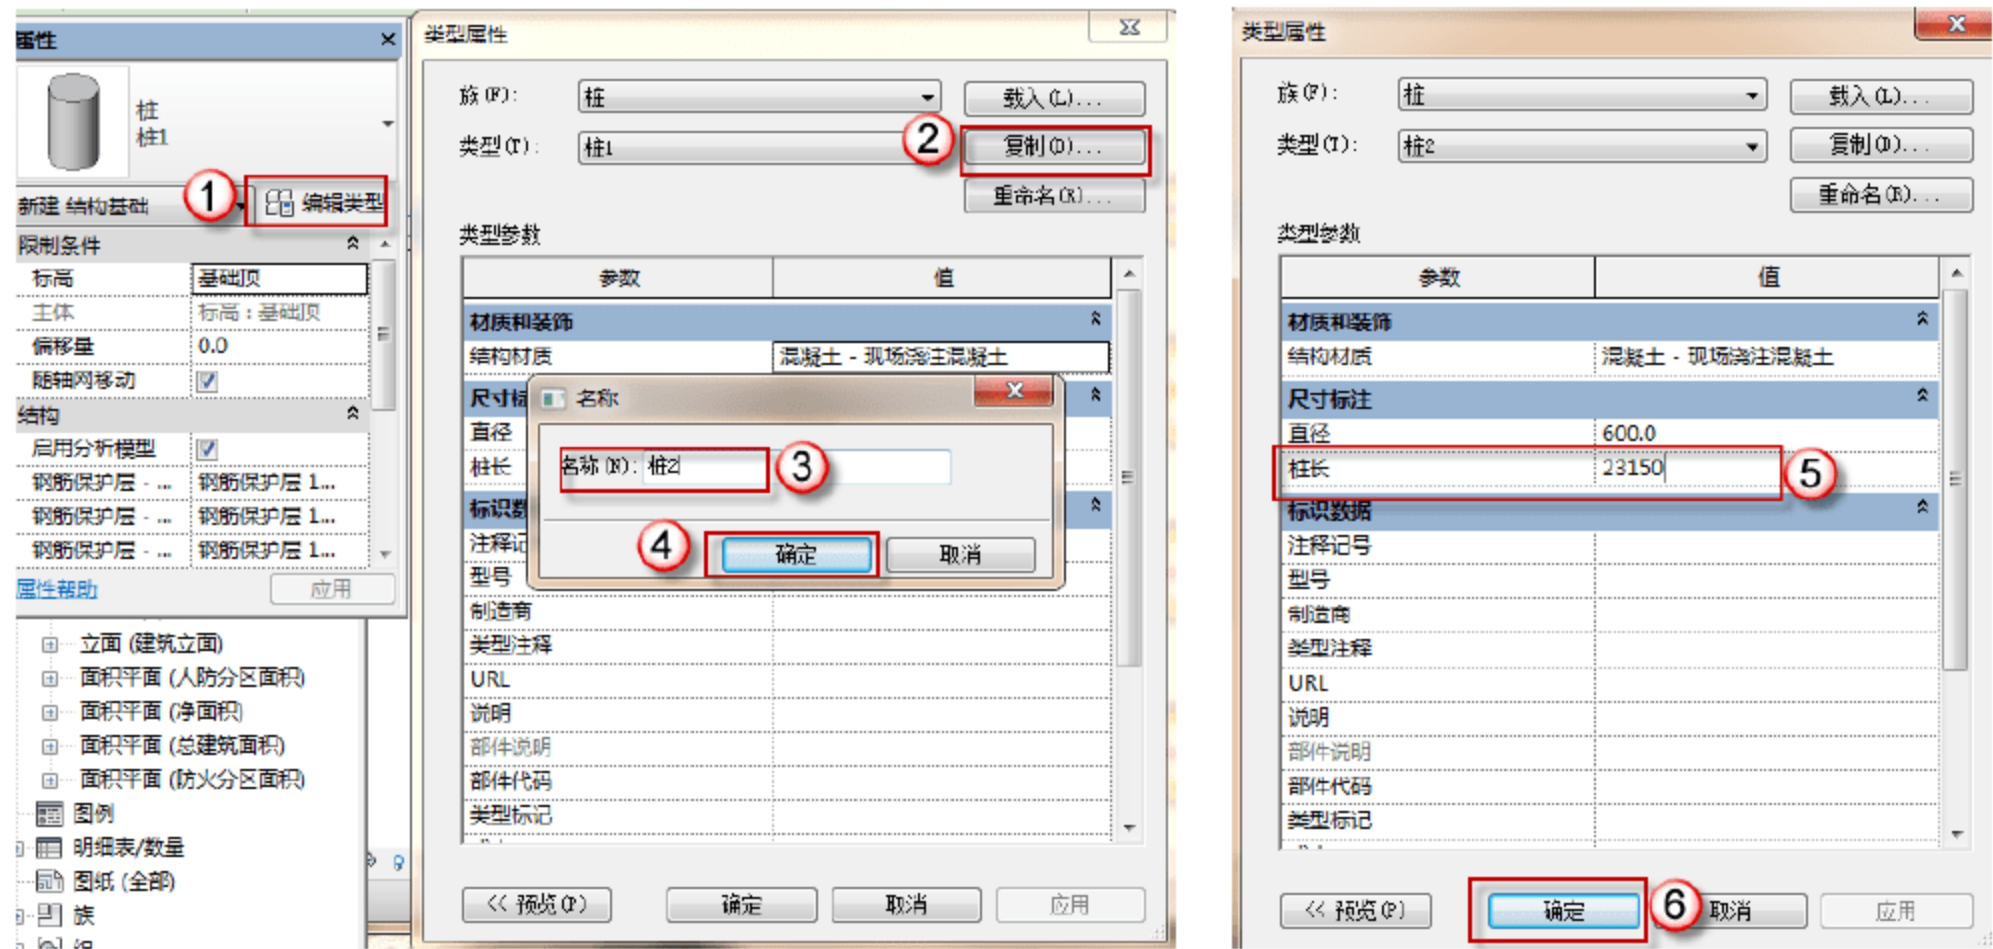 属性
桩
桩1
① 编辑类型
新建 结构基础
限制条件
标高 基础顶
主体 标高 : 基础顶
偏移量 0.0
随轴网移动
结构
启用分析模型
钢筋保护层 - ... 钢筋保护层 1...
钢筋保护层 - ... 钢筋保护层 1...
钢筋保护层 - ... 钢筋保护层 1...
属性帮助 应用
立面 (建筑立面)
面积平面 (人防分区面积)
面积平面 (净面积)
面积平面 (总建筑面积)
面积平面 (防火分区面积)
图例
明细表/数量
图纸 (全部)
族
组
类型属性
族(F): 桩 载入(L)...
类型(T): 桩1 ② 复制(D)...
重命名(R)...
类型参数
参数 值
材质和装饰
结构材质 混凝土 - 现场浇注混凝土
尺寸标
直径
桩长
标识数
注释记
型号
制造商
类型注释
URL
说明
部件说明
部件代码
类型标记
名称
名称(N): 桩2 ③
④ 确定 取消
<< 预览(P) 确定 取消 应用
类型属性
族(F): 桩 载入(L)...
类型(T): 桩2 复制(D)...
重命名(R)...
类型参数
参数 值
材质和装饰
结构材质 混凝土 - 现场浇注混凝土
尺寸标注
直径 600.0
桩长 23150 ⑤
标识数据
注释记号
型号
制造商
类型注释
URL
说明
部件说明
部件代码
类型标记
<< 预览(P) 确定 ⑥ 取消 应用